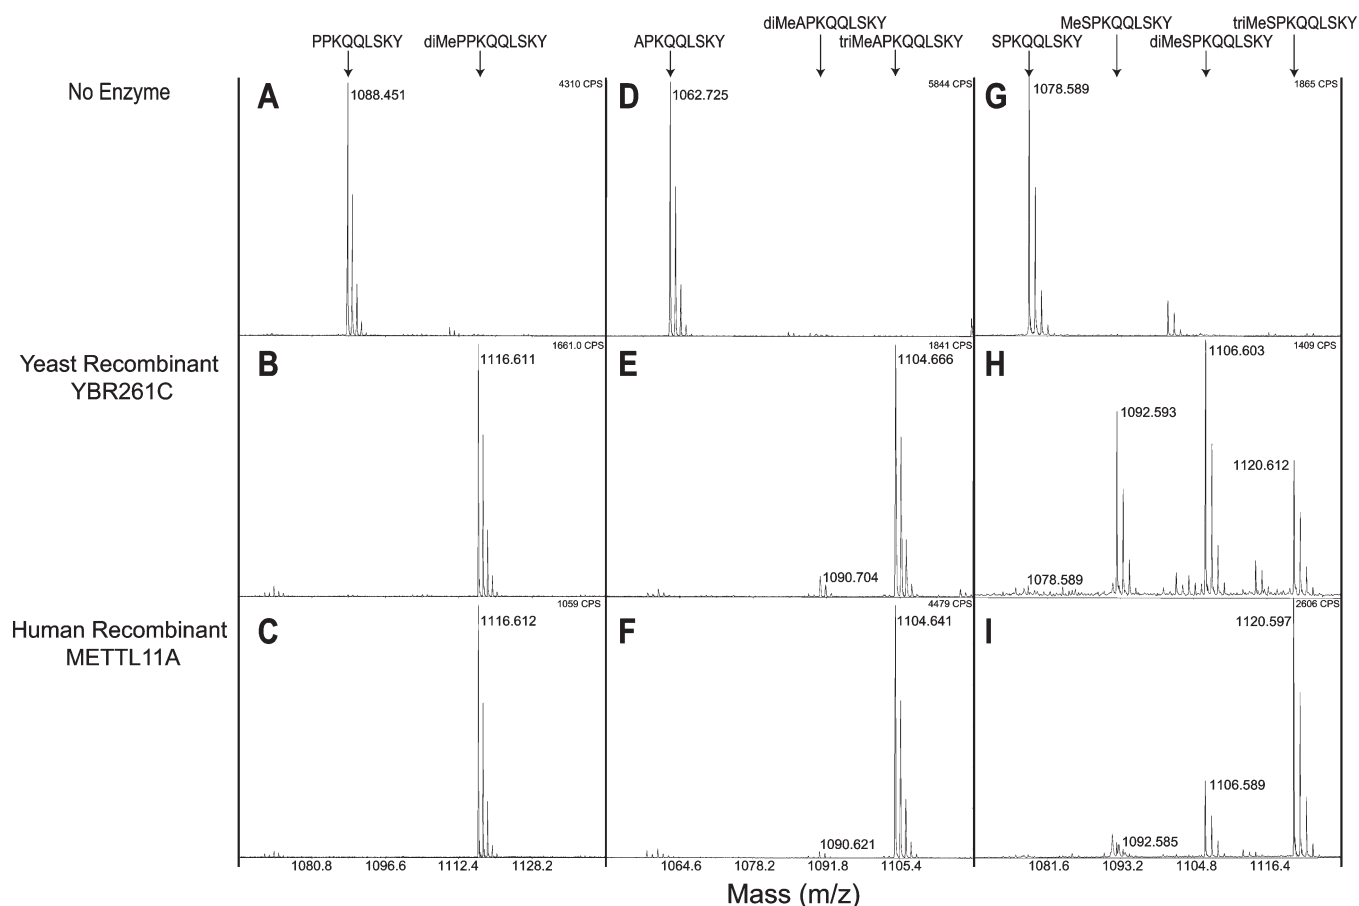 diMeAPKQQLSKY MeSPKQQLSKY triMeSPKQQLSKY
PPKQQLSKY diMePPKQQLSKY APKQQLSKY triMeAPKQQLSKY SPKQQLSKY diMeSPKQQLSKY
No Enzyme
A 1088.451 4310 CPS
D 1062.725 5844 CPS
G 1078.589 1865 CPS
Yeast Recombinant
YBR261C
B 1116.611 1661.0 CPS
E 1104.666 1841 CPS
1090.704
H 1106.603 1409 CPS
1092.593
1120.612
1078.589
Human Recombinant
METTL11A
C 1116.612 1059 CPS
F 1104.641 4479 CPS
1090.621
I 1120.597 2606 CPS
1106.589
1092.585
1080.8 1096.6 1112.4 1128.2 1064.6 1078.2 1091.8 1105.4 1081.6 1093.2 1104.8 1116.4
Mass (m/z)